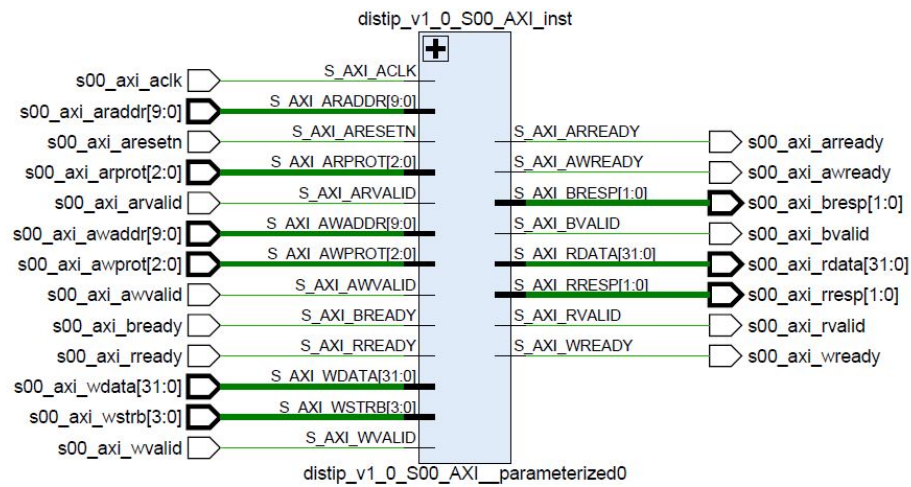 distip_v1_0_S00_AXI_inst
s00_axi_aclk S_AXI_ACLK
s00_axi_araddr[9:0] S_AXI_ARADDR[9:0]
s00_axi_aresetn S_AXI_ARESETN S_AXI_ARREADY s00_axi_arready
s00_axi_arprot[2:0] S_AXI_ARPROT[2:0] S_AXI_AWREADY s00_axi_awready
s00_axi_arvalid S_AXI_ARVALID S_AXI_BRESP[1:0] s00_axi_bresp[1:0]
s00_axi_awaddr[9:0] S_AXI_AWADDR[9:0] S_AXI_BVALID s00_axi_bvalid
s00_axi_awprot[2:0] S_AXI_AWPROT[2:0] S_AXI_RDATA[31:0] s00_axi_rdata[31:0]
s00_axi_awvalid S_AXI_AWVALID S_AXI_RRESP[1:0] s00_axi_rresp[1:0]
s00_axi_bready S_AXI_BREADY S_AXI_RVALID s00_axi_rvalid
s00_axi_rready S_AXI_RREADY S_AXI_WREADY s00_axi_wready
s00_axi_wdata[31:0] S_AXI_WDATA[31:0]
s00_axi_wstrb[3:0] S_AXI_WSTRB[3:0]
s00_axi_wvalid S_AXI_WVALID
distip_v1_0_S00_AXI__parameterized0